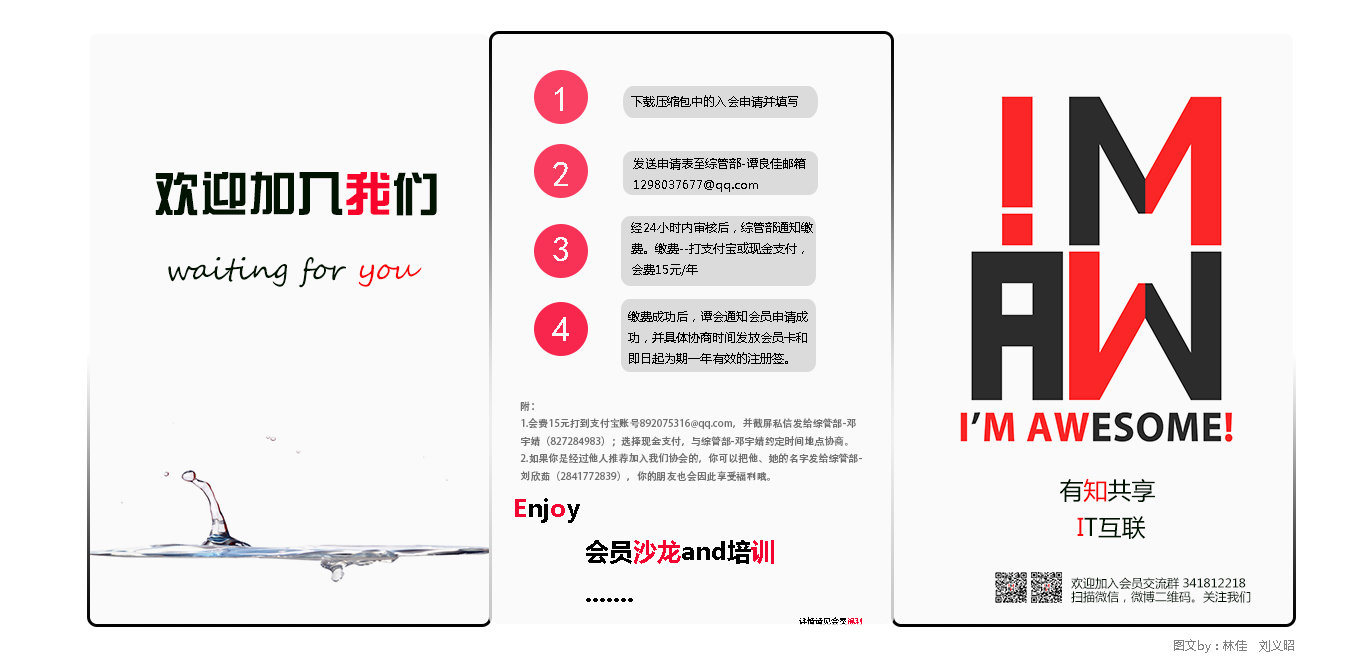 欢迎加入我们
waiting for you
1
下载压缩包中的入会申请并填写
2
发送申请表至综管部-谭良佳邮箱
1298037677@qq.com
3
经24小时内审核后，综管部通知缴
费。缴费--打支付宝或现金支付，
会费15元/年
4
缴费成功后，谭会通知会员申请成
功，并具体协商时间发放会员卡和
即日起为期一年有效的注册签。
附：
1.会费15元打到支付宝账号892075316@qq.com，并截屏私信发给综管部-邓
宇婧（827284983）；选择现金支付，与综管部-邓宇婧约定时间地点协商。
2.如果你是经过他人推荐加入我们协会的，你可以把他、她的名字发给综管部-
刘欣茹（2841772839），你的朋友也会因此享受福利哦。
Enjoy
会员沙龙and培训
.......
!M
AW
I'M AWESOME!
有知共享
IT互联
欢迎加入会员交流群 341812218
扫描微信，微博二维码。关注我们
图文by：林佳 刘义昭